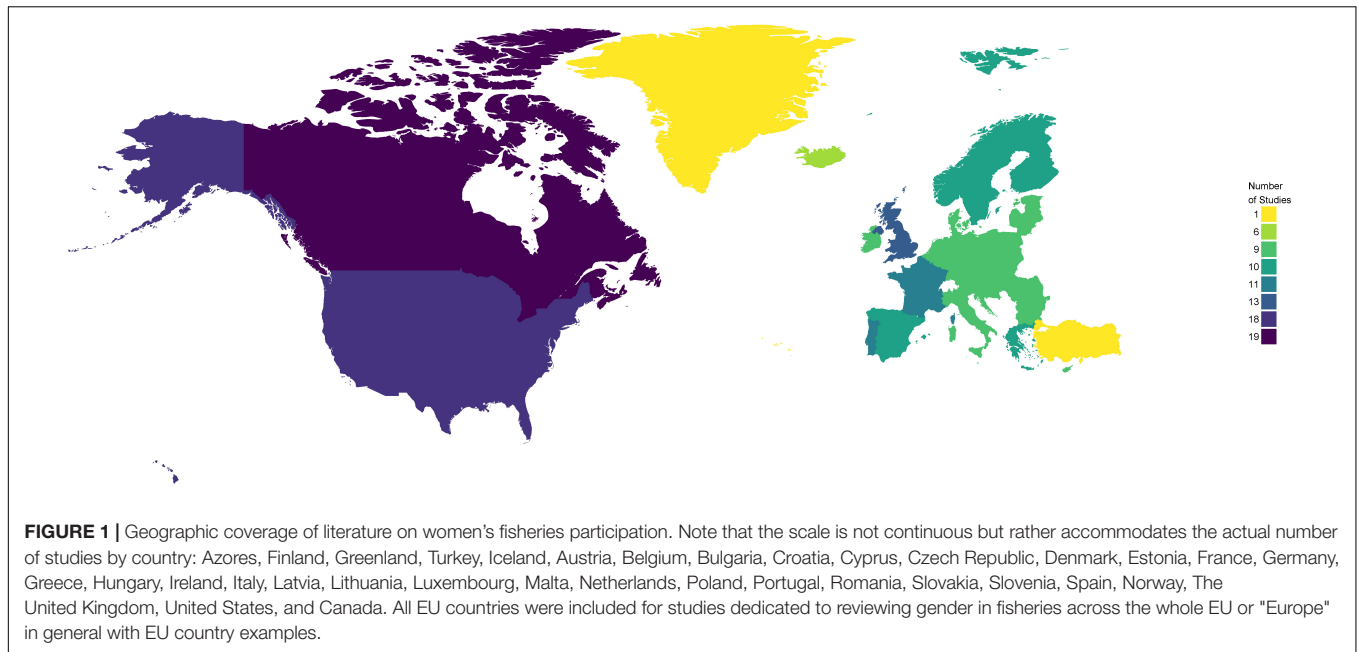 Number
of Studies
1
6
9
10
11
13
18
19
FIGURE 1 | Geographic coverage of literature on women's fisheries participation. Note that the scale is not continuous but rather accommodates the actual number
of studies by country: Azores, Finland, Greenland, Turkey, Iceland, Austria, Belgium, Bulgaria, Croatia, Cyprus, Czech Republic, Denmark, Estonia, France, Germany,
Greece, Hungary, Ireland, Italy, Latvia, Lithuania, Luxembourg, Malta, Netherlands, Poland, Portugal, Romania, Slovakia, Slovenia, Spain, Norway, The
United Kingdom, United States, and Canada. All EU countries were included for studies dedicated to reviewing gender in fisheries across the whole EU or "Europe"
in general with EU country examples.